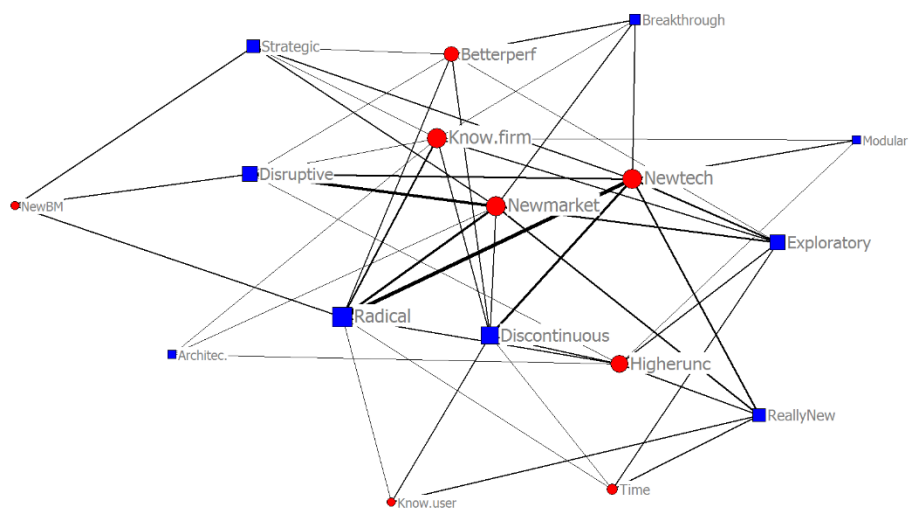 Breakthrough
Strategic
Betterperf
Know.firm
Modular
Disruptive
Newtech
NewBM
Newmarket
Exploratory
Radical
Discontinuous
Architec.
Higherunc
ReallyNew
Time
Know.user